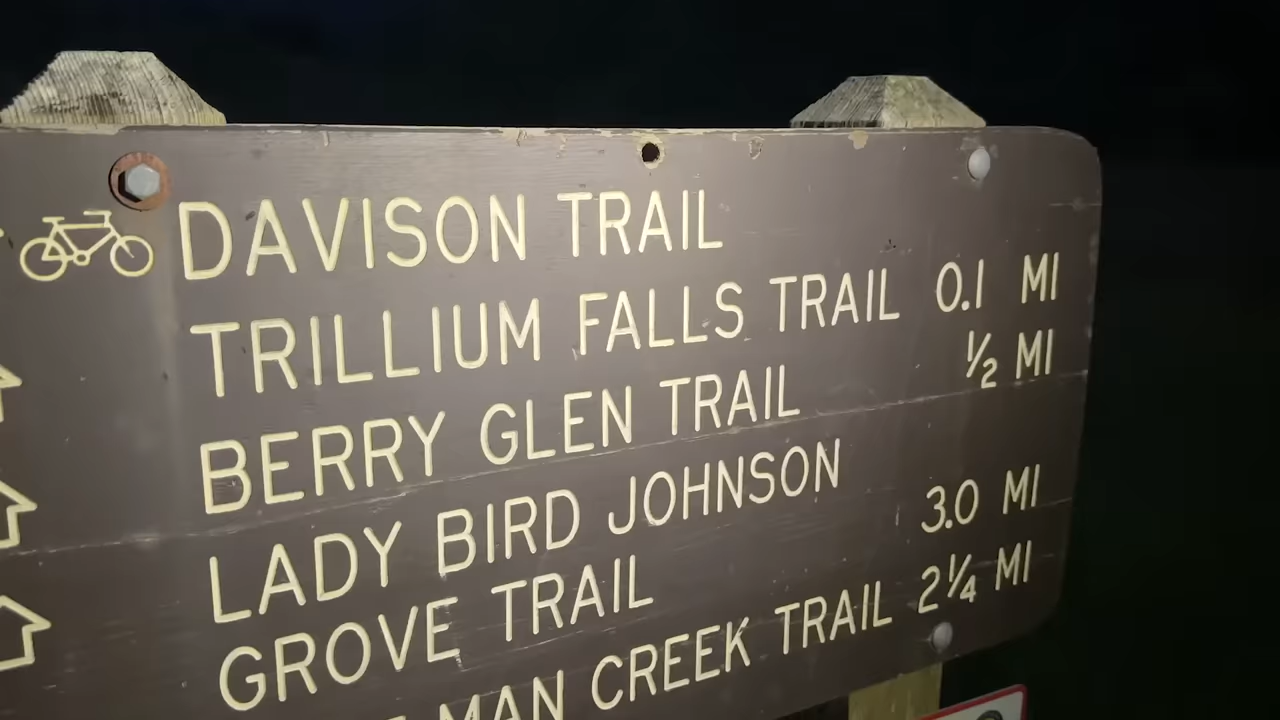 DAVISON TRAIL
TRILLIUM FALLS TRAIL 0.1 MI
BERRY GLEN TRAIL ½ MI
LADY BIRD JOHNSON
GROVE TRAIL 3.0 MI
MAN CREEK TRAIL 2¼ MI